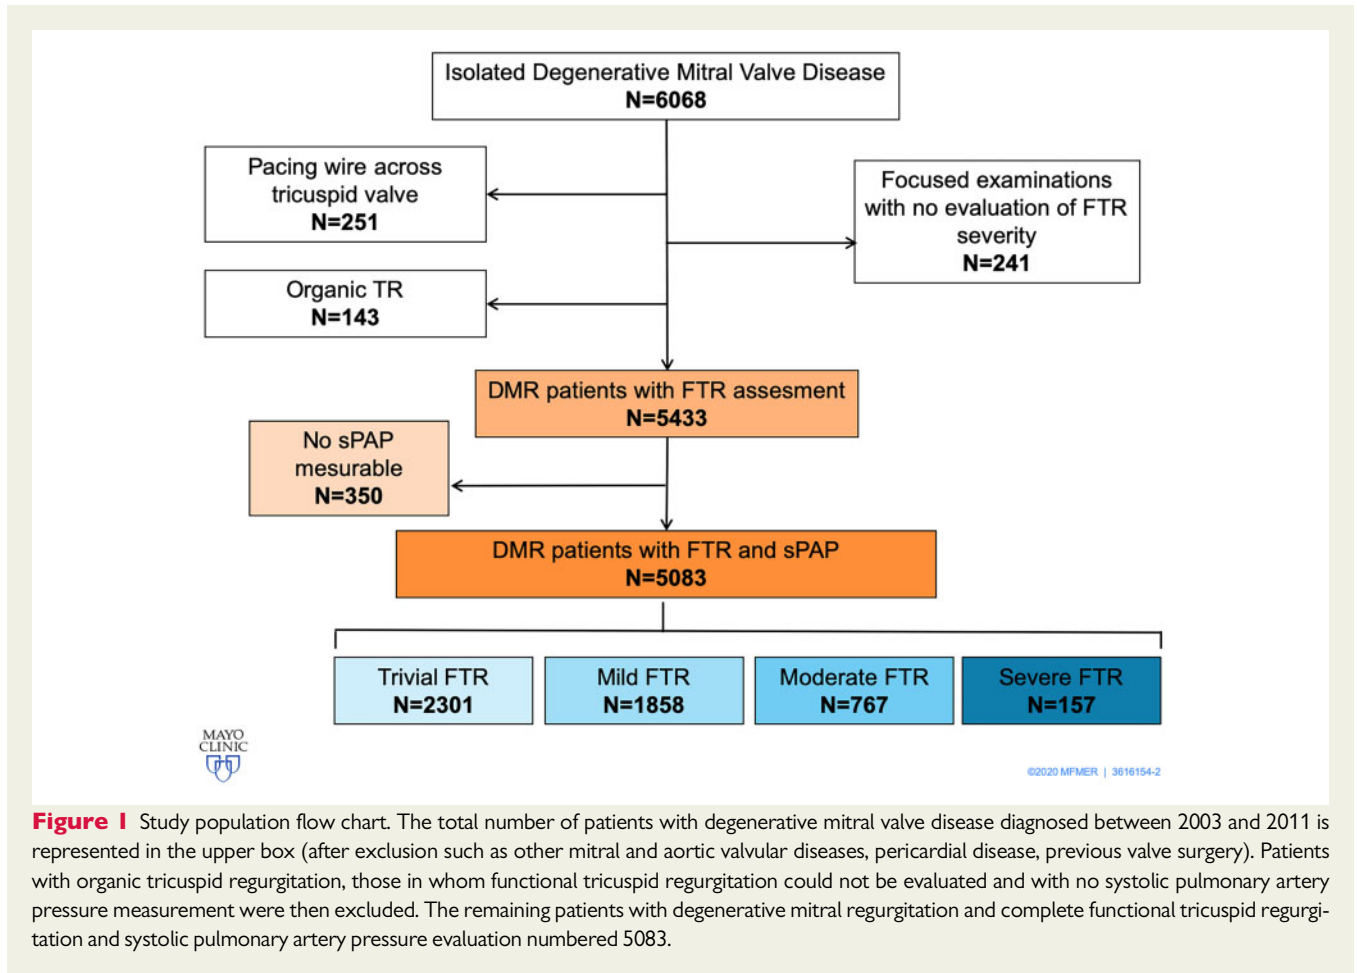 Isolated Degenerative Mitral Valve Disease
N=6068
Pacing wire across
tricuspid valve
N=251
Focused examinations
with no evaluation of FTR
severity
N=241
Organic TR
N=143
DMR patients with FTR assesment
N=5433
No sPAP
mesurable
N=350
DMR patients with FTR and sPAP
N=5083
Trivial FTR
N=2301
Mild FTR
N=1858
Moderate FTR
N=767
Severe FTR
N=157
MAYO
CLINIC
©2020 MFMER | 3616154-2
Figure 1 Study population flow chart. The total number of patients with degenerative mitral valve disease diagnosed between 2003 and 2011 is
represented in the upper box (after exclusion such as other mitral and aortic valvular diseases, pericardial disease, previous valve surgery). Patients
with organic tricuspid regurgitation, those in whom functional tricuspid regurgitation could not be evaluated and with no systolic pulmonary artery
pressure measurement were then excluded. The remaining patients with degenerative mitral regurgitation and complete functional tricuspid regurgi-
tation and systolic pulmonary artery pressure evaluation numbered 5083.